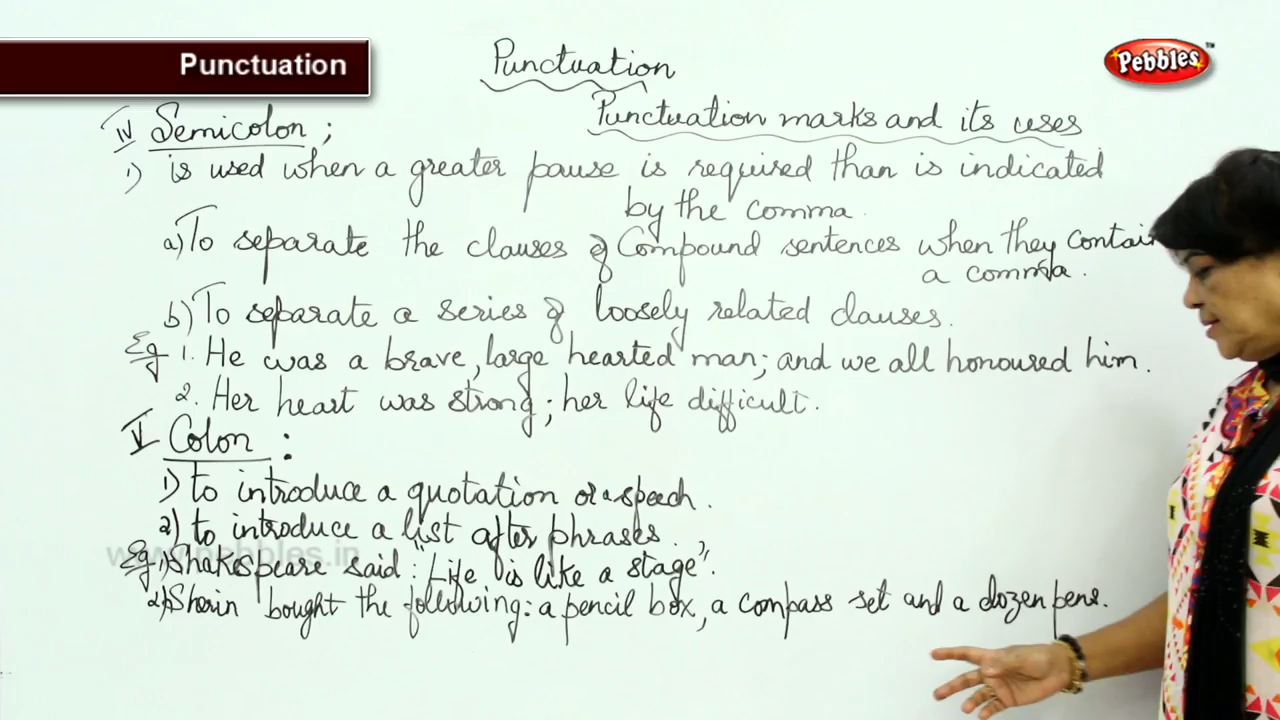 Punctuation
Punctuation
Pebbles™
Punctuation marks and its uses
IV Semicolon ;
1) is used when a greater pause is required than is indicated
by the comma.
a) To separate the clauses of Compound sentences when they contain
a comma.
b) To separate a series of loosely related clauses.
Eg 1. He was a brave, large hearted man; and we all honoured him.
2. Her heart was strong; her life difficult.
V Colon :
1) to introduce a quotation or a speech.
2) to introduce a list after phrases.
www.pebbles.in
Eg 1) Shakespeare said : "Life is like a stage".
2) Sherin bought the following: a pencil box, a compass set and a dozen pens.